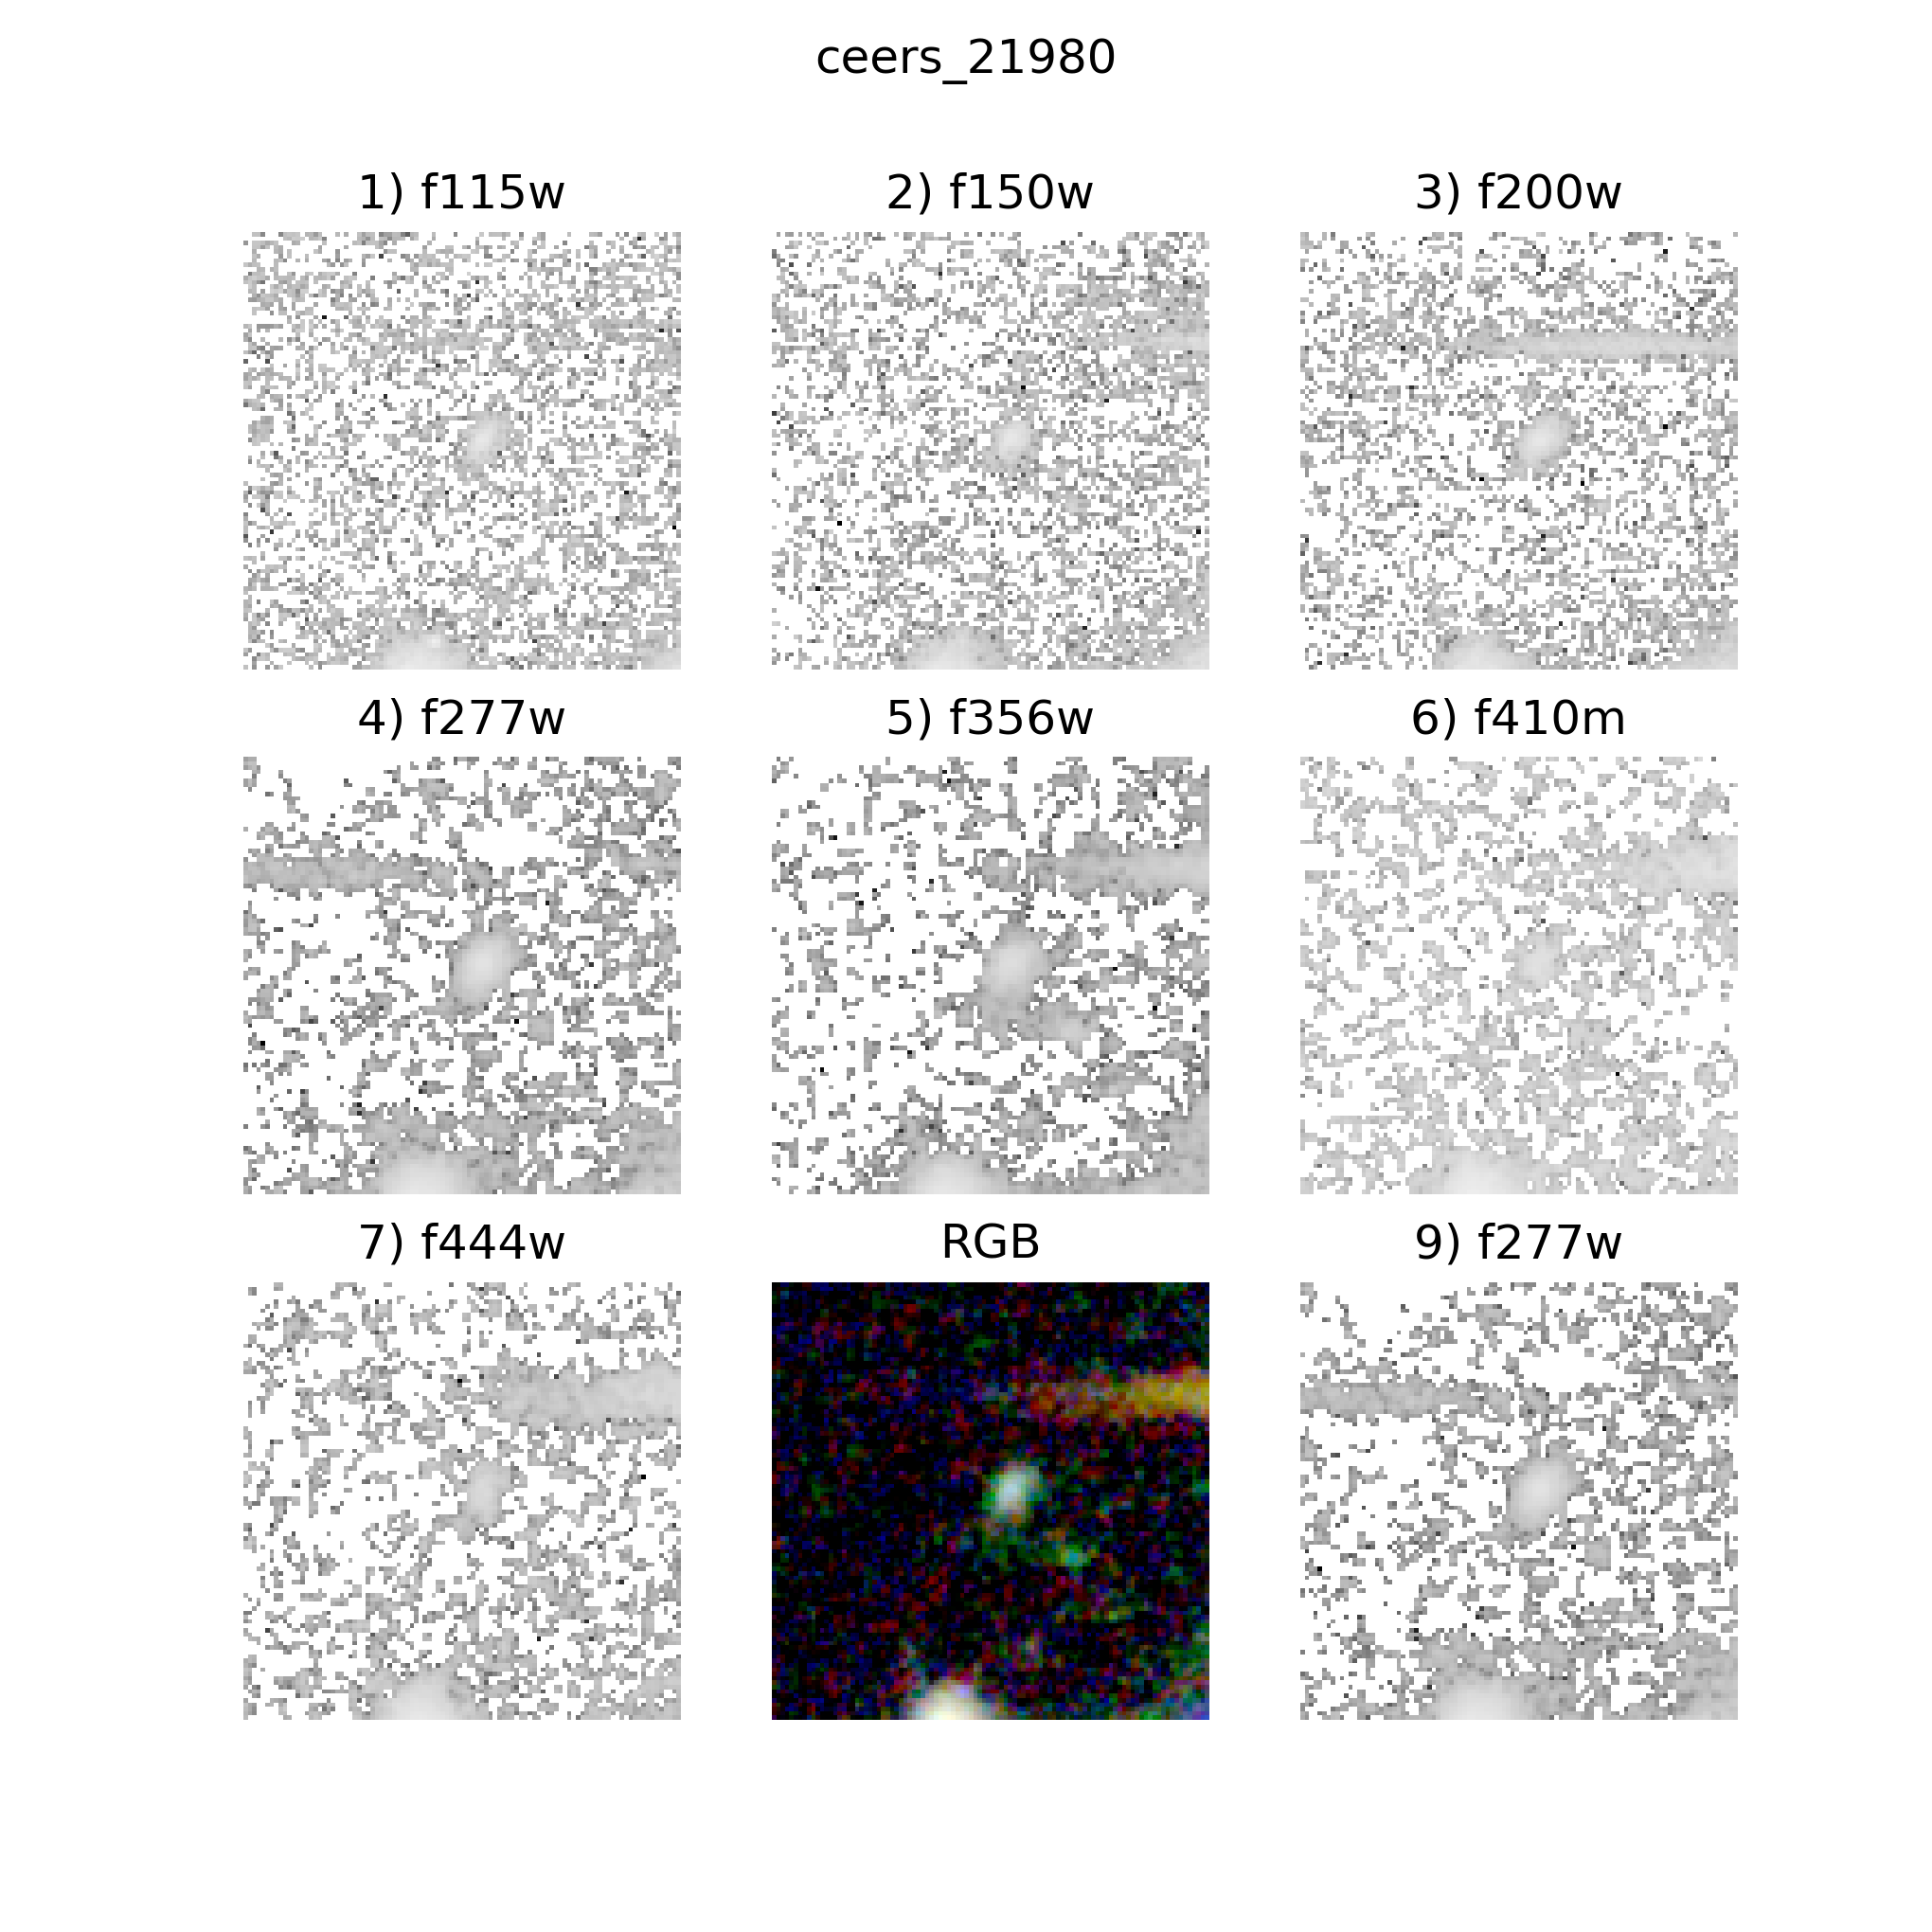 ceers_21980
1) f115w
2) f150w
3) f200w
4) f277w
5) f356w
6) f410m
7) f444w
RGB
9) f277w